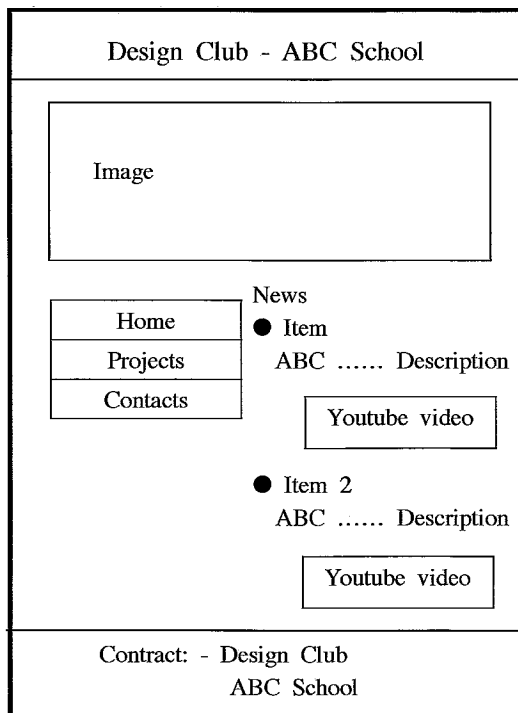 Design Club - ABC School
Image
Home
Projects
Contacts
News
● Item
ABC ...... Description
Youtube video
● Item 2
ABC ...... Description
Youtube video
Contract: - Design Club
ABC School